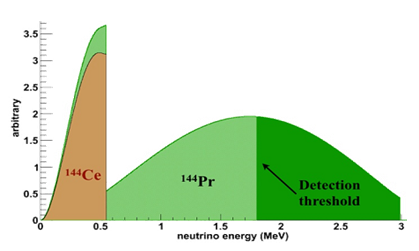 3.5
3
2.5
2
1.5
1
0.5
0
arbitrary
¹⁴⁴Ce
¹⁴⁴Pr
Detection
threshold
0 0.5 1 1.5 2 2.5 3
neutrino energy (MeV)